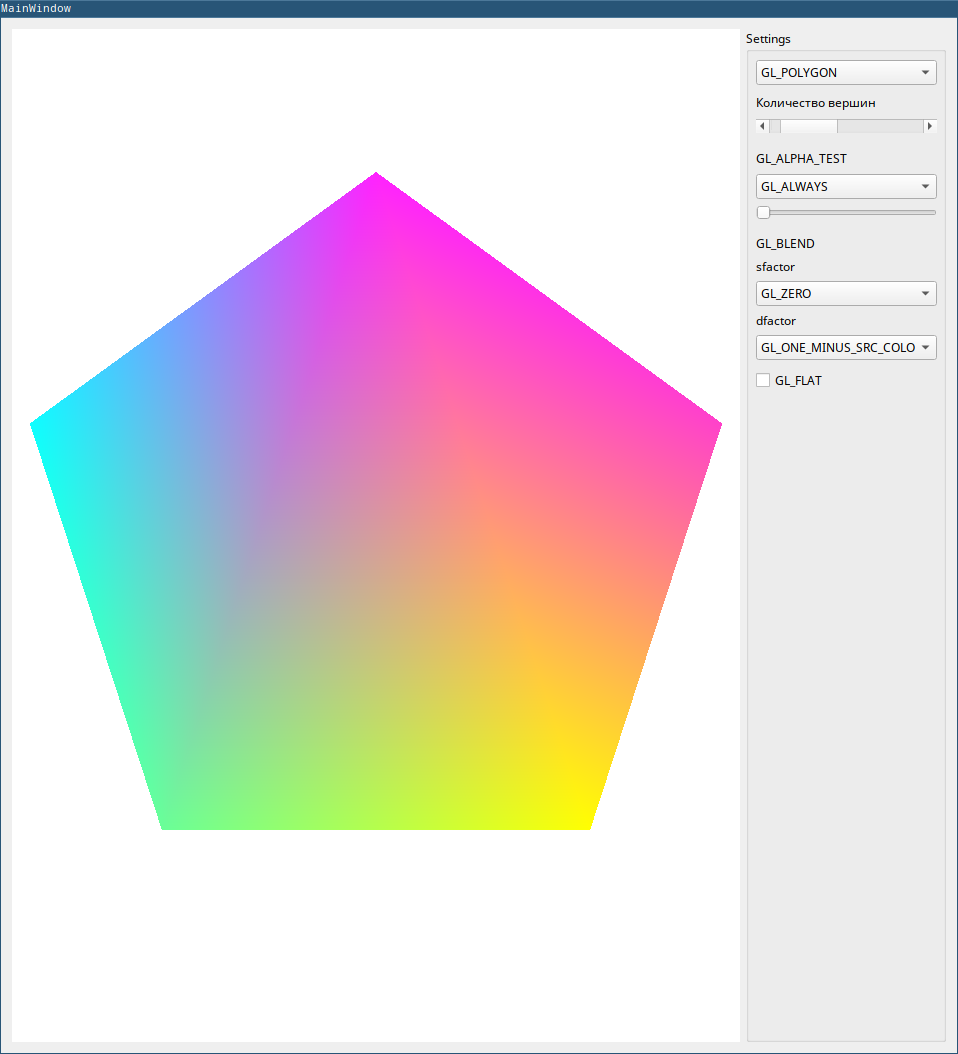 MainWindow
Settings
GL_POLYGON
Количество вершин
GL_ALPHA_TEST
GL_ALWAYS
GL_BLEND
sfactor
GL_ZERO
dfactor
GL_ONE_MINUS_SRC_COLO
GL_FLAT